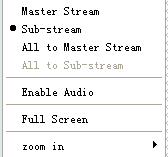 Master Stream
Sub-stream
All to Master Stream
All to Sub-stream
Enable Audio
Full Screen
zoom in